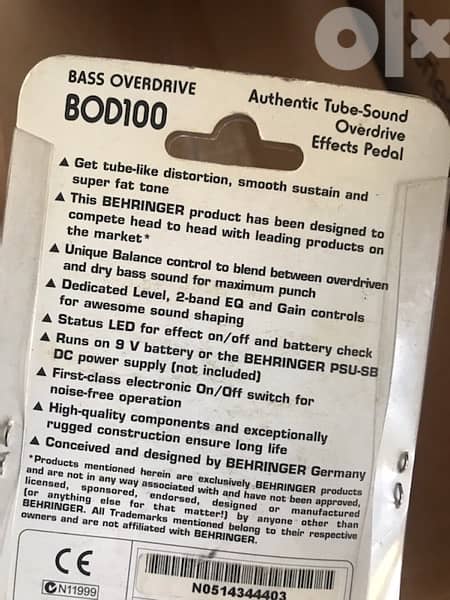 olx
BASS OVERDRIVE
BOD100
Authentic Tube-Sound
Overdrive
Effects Pedal
▲ Get tube-like distortion, smooth sustain and
super fat tone
▲ This BEHRINGER product has been designed to
compete head to head with leading products on
the market*
▲ Unique Balance control to blend between overdriven
and dry bass sound for maximum punch
▲ Dedicated Level, 2-band EQ and Gain controls
for awesome sound shaping
▲ Status LED for effect on/off and battery check
▲ Runs on 9 V battery or the BEHRINGER PSU-SB
DC power supply (not included)
▲ First-class electronic On/Off switch for
noise-free operation
▲ High-quality components and exceptionally
rugged construction ensure long life
▲ Conceived and designed by BEHRINGER Germany
*Products mentioned herein are exclusively BEHRINGER products
and are not in any way associated with and have not been approved,
licensed, sponsored, endorsed, designed or manufactured
(or anything else for that matter!) by anyone other than
BEHRINGER. All Trademarks mentioned belong to their respective
owners and are not affiliated with BEHRINGER.
CE
N11999
N0514344403